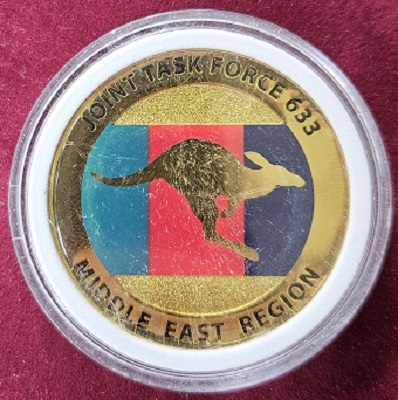 JOINT TASK FORCE 633
MIDDLE EAST REGION